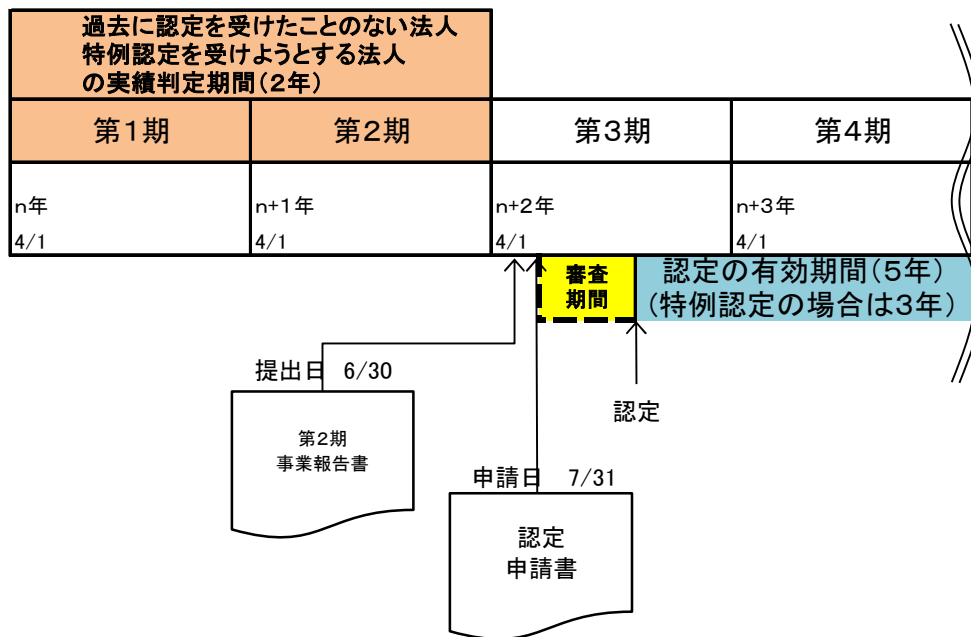 過去に認定を受けたことのない法人
特例認定を受けようとする法人
の実績判定期間（２年）
第１期
第２期
第３期
第４期
n年
4/1
n+1年
4/1
n+2年
4/1
n+3年
4/1
審査
期間
認定の有効期間（５年）
（特例認定の場合は３年）
提出日 6/30
認定
第２期
事業報告書
申請日 7/31
認定
申請書